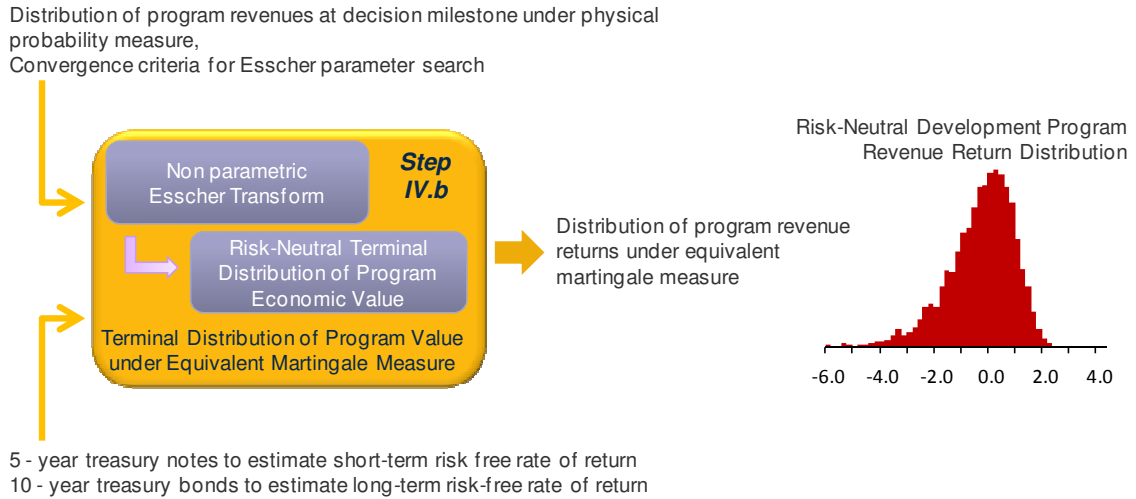 Distribution of program revenues at decision milestone under physical
probability measure,
Convergence criteria for Esscher parameter search
Non parametric
Esscher Transform
Step
IV.b
Risk-Neutral Terminal
Distribution of Program
Economic Value
Terminal Distribution of Program Value
under Equivalent Martingale Measure
Distribution of program revenue
returns under equivalent
martingale measure
Risk-Neutral Development Program
Revenue Return Distribution
-6.0 -4.0 -2.0 0.0 2.0 4.0
5 - year treasury notes to estimate short-term risk free rate of return
10 - year treasury bonds to estimate long-term risk-free rate of return